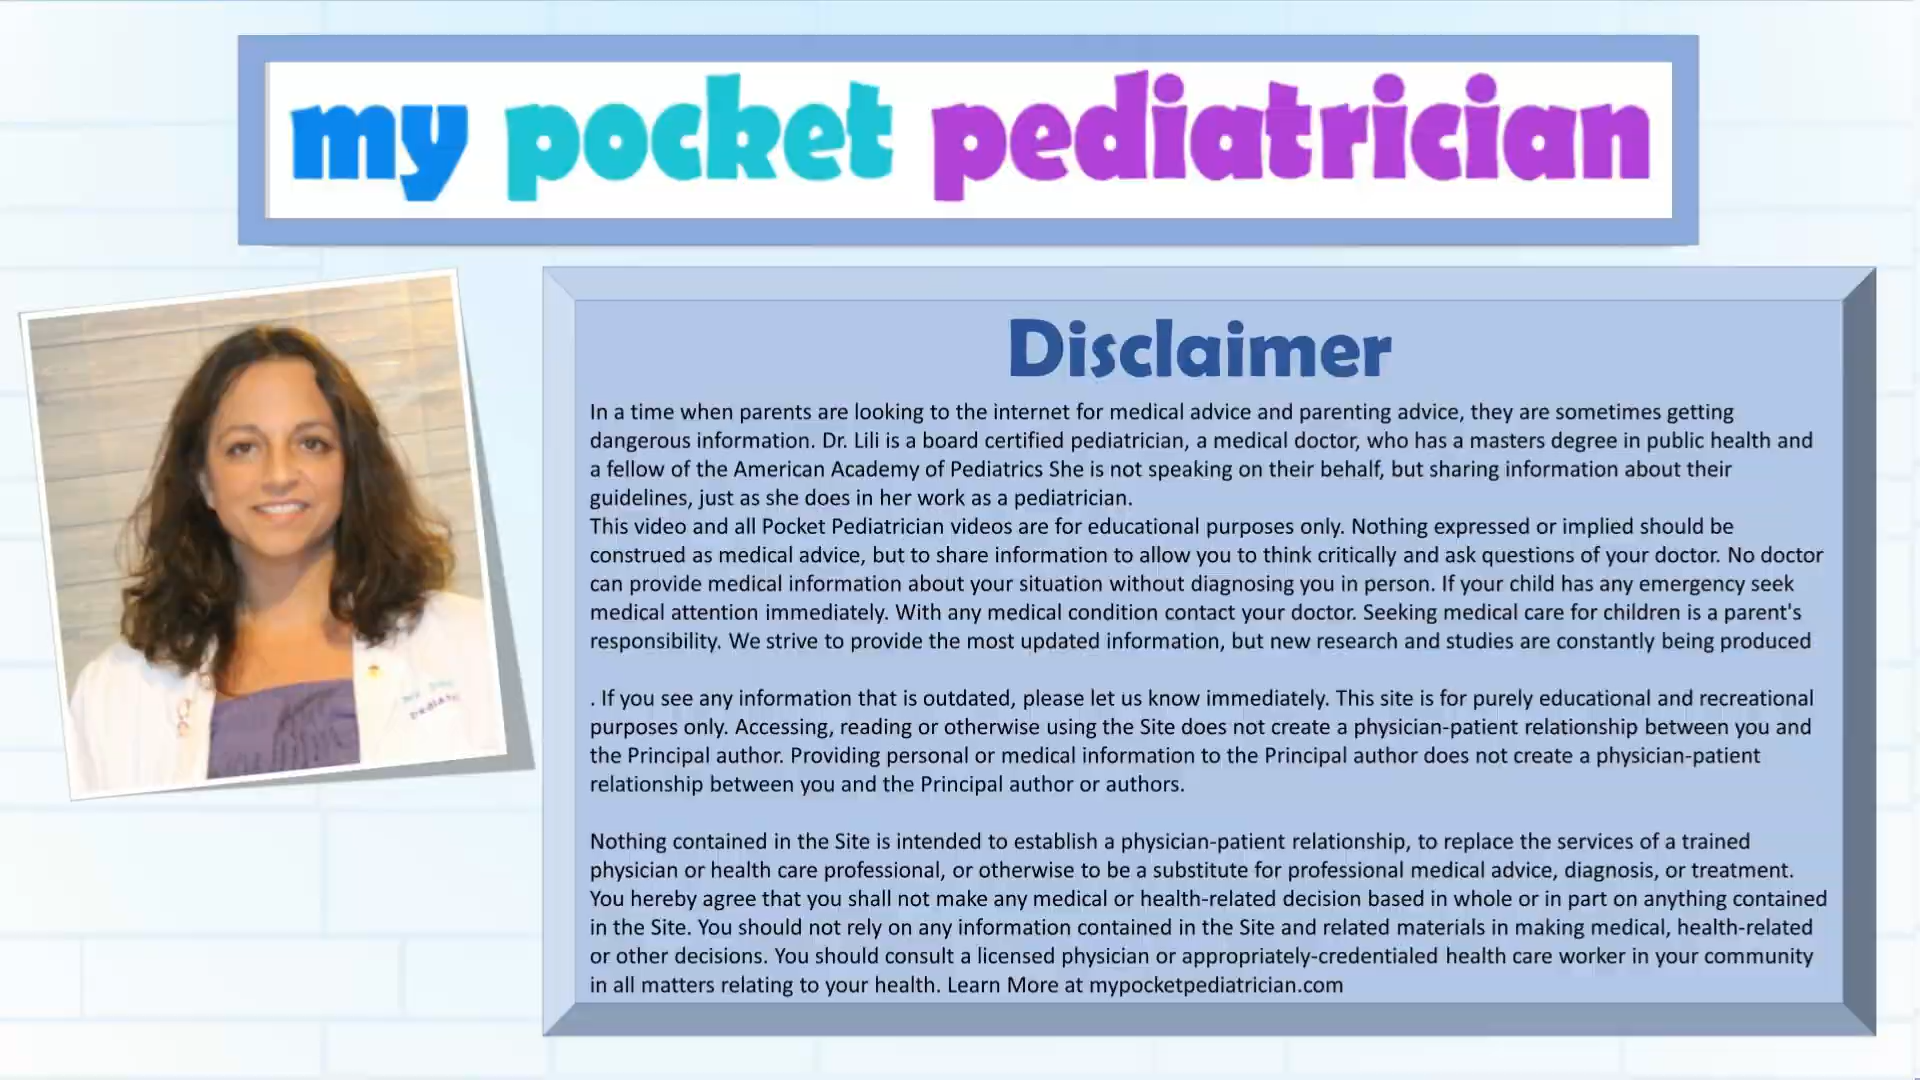 my pocket pediatrician
Disclaimer
In a time when parents are looking to the internet for medical advice and parenting advice, they are sometimes getting
dangerous information. Dr. Lili is a board certified pediatrician, a medical doctor, who has a masters degree in public health and
a fellow of the American Academy of Pediatrics She is not speaking on their behalf, but sharing information about their
guidelines, just as she does in her work as a pediatrician.
This video and all Pocket Pediatrician videos are for educational purposes only. Nothing expressed or implied should be
construed as medical advice, but to share information to allow you to think critically and ask questions of your doctor. No doctor
can provide medical information about your situation without diagnosing you in person. If your child has any emergency seek
medical attention immediately. With any medical condition contact your doctor. Seeking medical care for children is a parent's
responsibility. We strive to provide the most updated information, but new research and studies are constantly being produced
. If you see any information that is outdated, please let us know immediately. This site is for purely educational and recreational
purposes only. Accessing, reading or otherwise using the Site does not create a physician-patient relationship between you and
the Principal author. Providing personal or medical information to the Principal author does not create a physician-patient
relationship between you and the Principal author or authors.
Nothing contained in the Site is intended to establish a physician-patient relationship, to replace the services of a trained
physician or health care professional, or otherwise to be a substitute for professional medical advice, diagnosis, or treatment.
You hereby agree that you shall not make any medical or health-related decision based in whole or in part on anything contained
in the Site. You should not rely on any information contained in the Site and related materials in making medical, health-related
or other decisions. You should consult a licensed physician or appropriately-credentialed health care worker in your community
in all matters relating to your health. Learn More at mypocketpediatrician.com